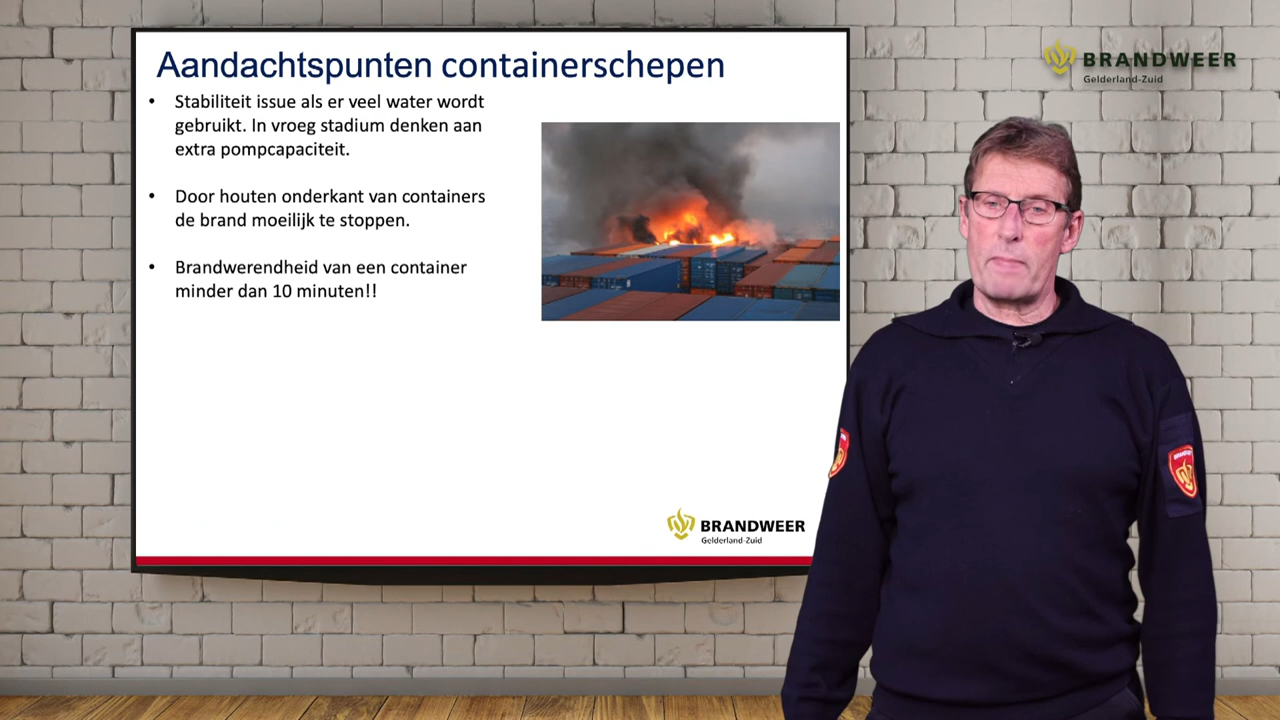 Aandachtspunten containerschepen
• Stabiliteit issue als er veel water wordt
gebruikt. In vroeg stadium denken aan
extra pompcapaciteit.
• Door houten onderkant van containers
de brand moeilijk te stoppen.
• Brandwerendheid van een container
minder dan 10 minuten!!
BRANDWEER
Gelderland-Zuid
BRANDWEER
Gelderland-Zuid